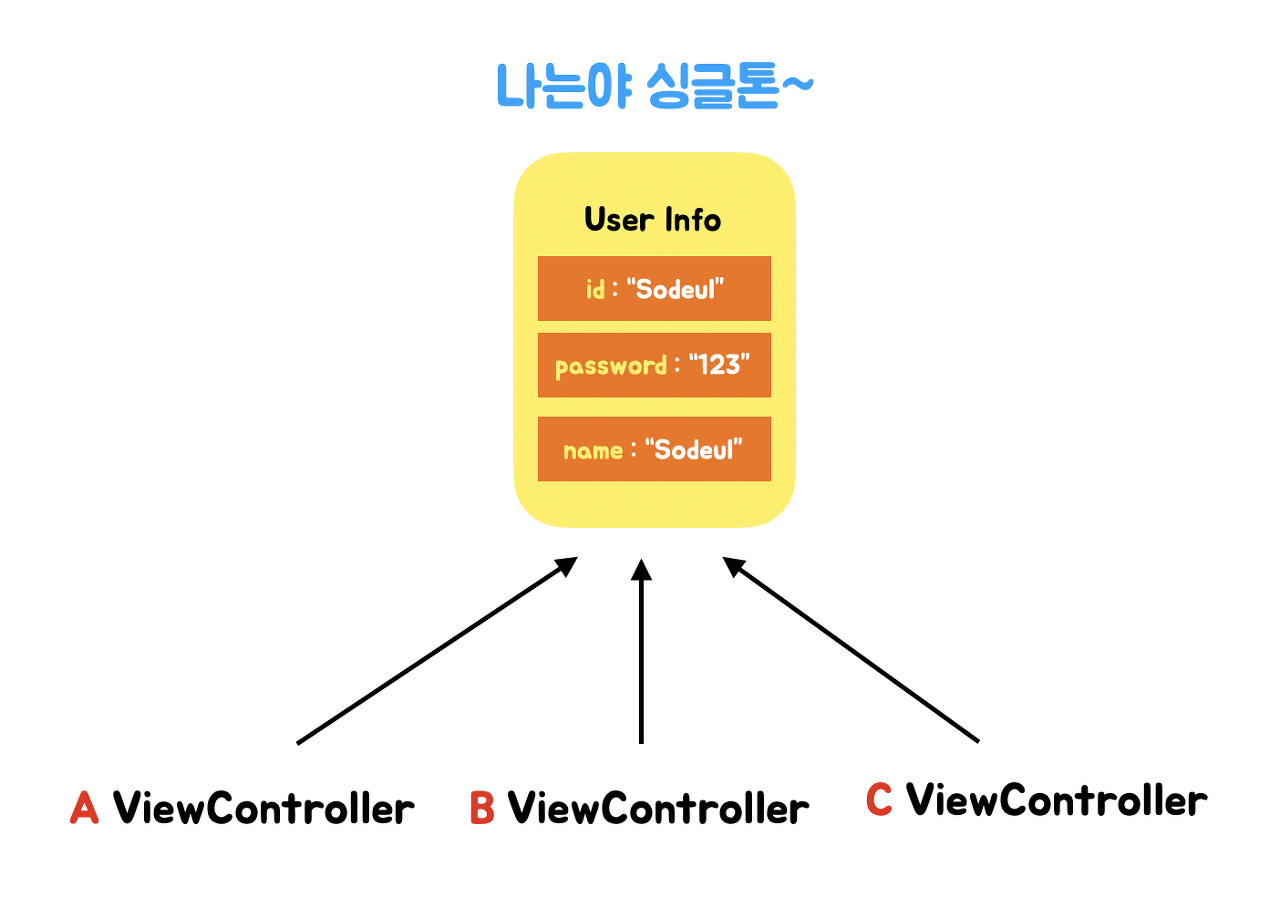 나는야 싱글톤~
User Info
id : “Sodeul”
password : “123”
name : “Sodeul”
A ViewController
B ViewController
C ViewController